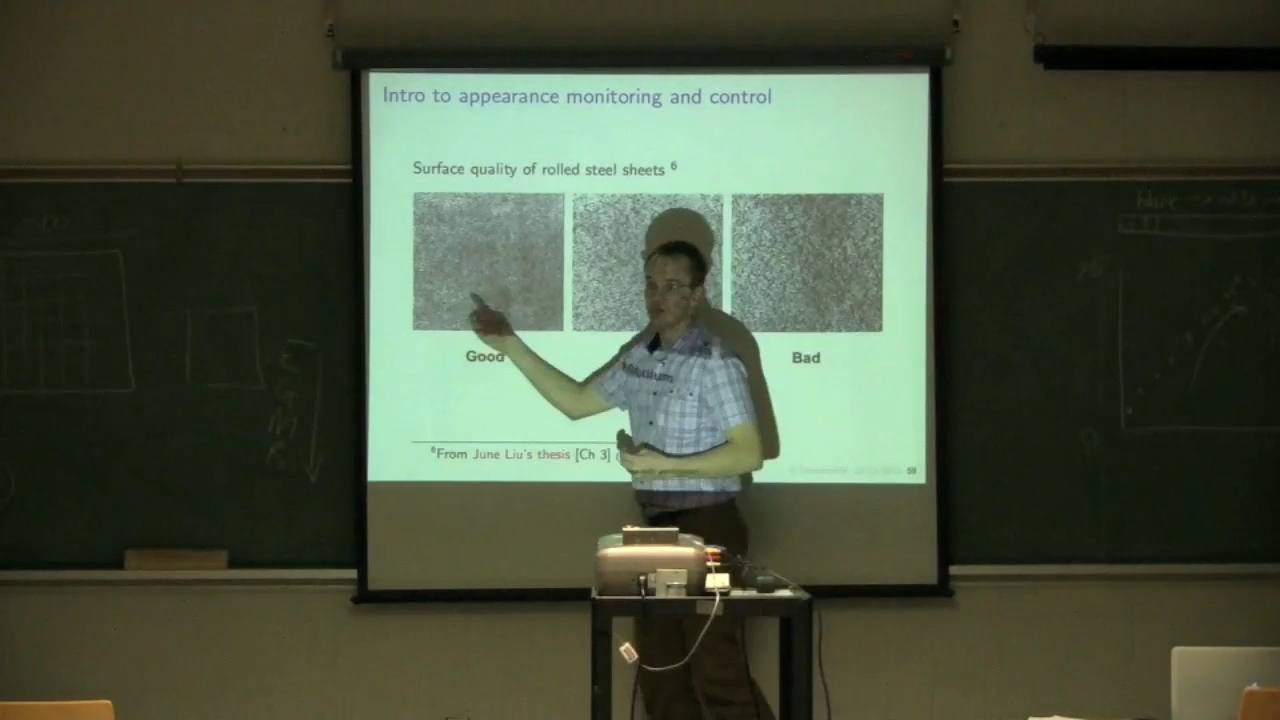 Intro to appearance monitoring and control
Surface quality of rolled steel sheets 6
Good
Bad
6From June Liu's thesis [Ch 3]
59